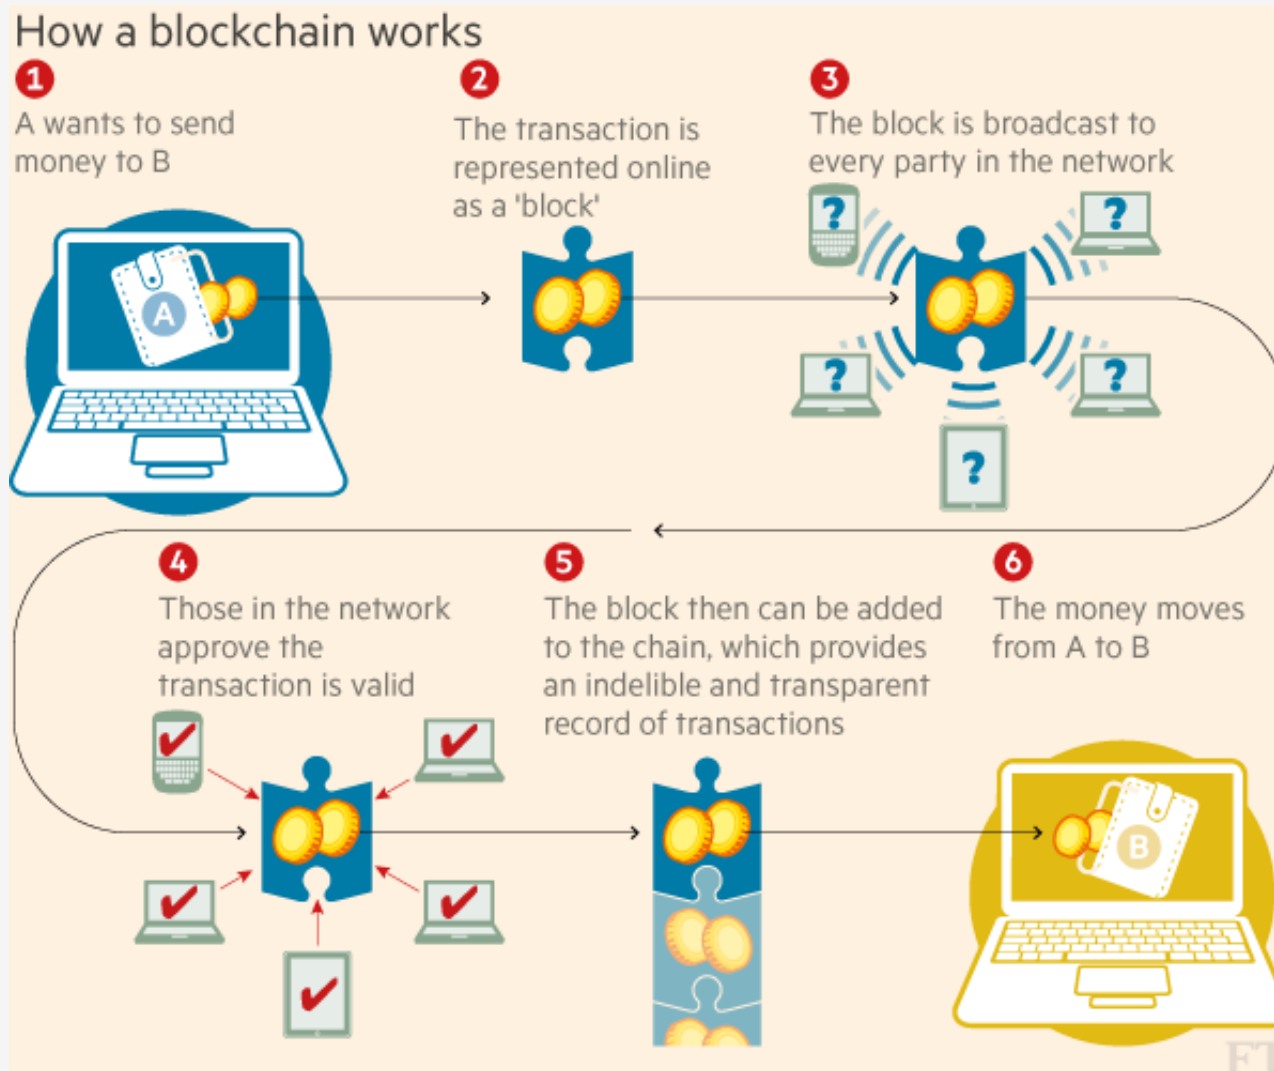 How a blockchain works
1
A wants to send
money to B
2
The transaction is
represented online
as a 'block'
3
The block is broadcast to
every party in the network
?
?
?
?
?
A
4
Those in the network
approve the
transaction is valid
5
The block then can be added
to the chain, which provides
an indelible and transparent
record of transactions
6
The money moves
from A to B
B
FT